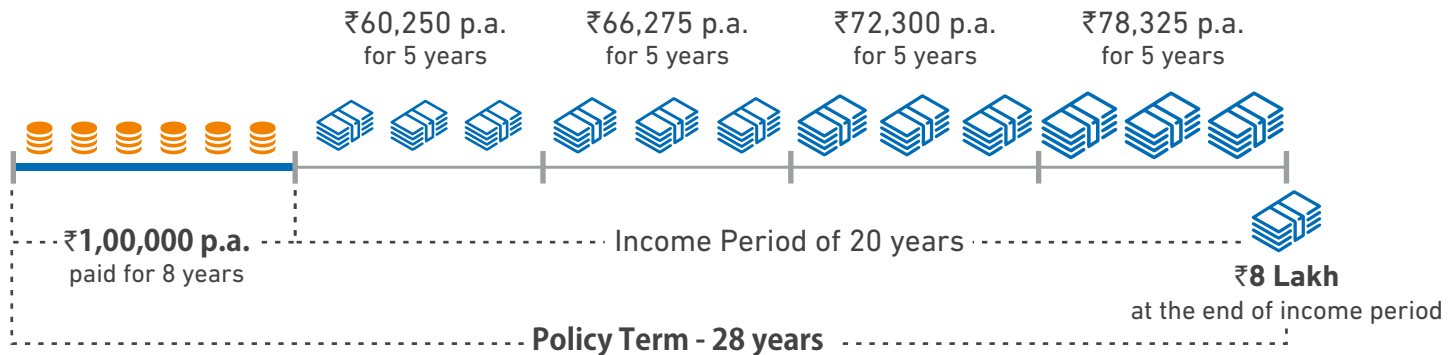 ₹60,250 p.a.
for 5 years
₹66,275 p.a.
for 5 years
₹72,300 p.a.
for 5 years
₹78,325 p.a.
for 5 years
₹1,00,000 p.a.
paid for 8 years
Income Period of 20 years
₹8 Lakh
at the end of income period
Policy Term - 28 years